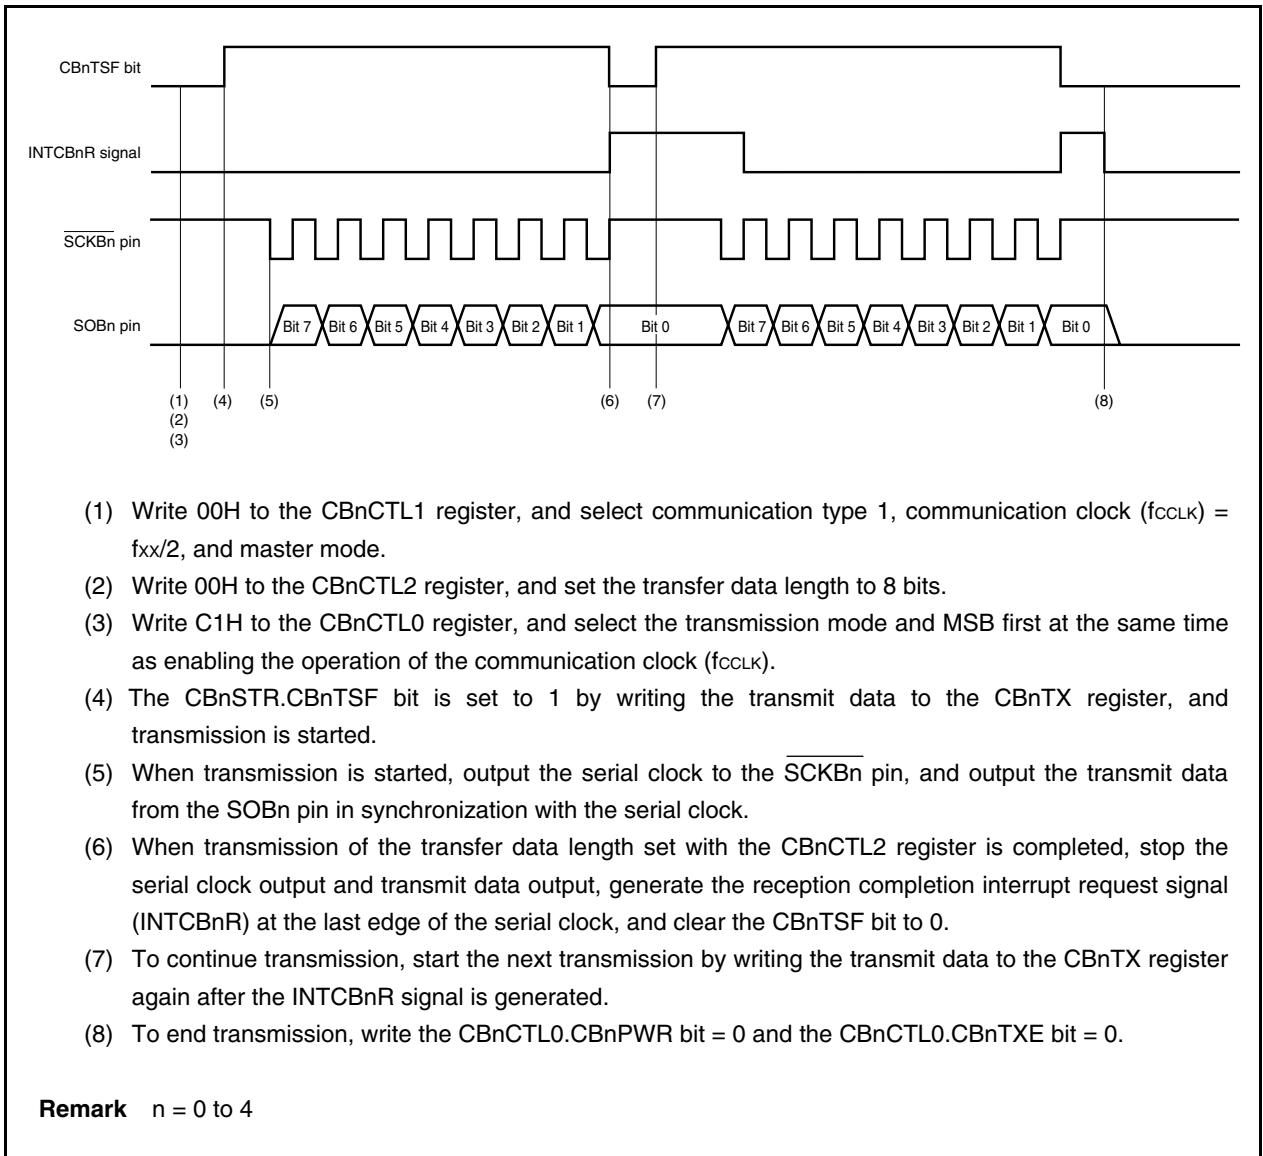 CBnTSF bit
INTCBnR signal
SCKBn pin
SOBn pin
Bit 7 Bit 6 Bit 5 Bit 4 Bit 3 Bit 2 Bit 1 Bit 0 Bit 7 Bit 6 Bit 5 Bit 4 Bit 3 Bit 2 Bit 1 Bit 0
(1) (4) (5) (6) (7) (8)
(2)
(3)
(1) Write 00H to the CBnCTL1 register, and select communication type 1, communication clock (fCCLK) =
fxx/2, and master mode.
(2) Write 00H to the CBnCTL2 register, and set the transfer data length to 8 bits.
(3) Write C1H to the CBnCTL0 register, and select the transmission mode and MSB first at the same time
as enabling the operation of the communication clock (fCCLK).
(4) The CBnSTR.CBnTSF bit is set to 1 by writing the transmit data to the CBnTX register, and
transmission is started.
(5) When transmission is started, output the serial clock to the SCKBn pin, and output the transmit data
from the SOBn pin in synchronization with the serial clock.
(6) When transmission of the transfer data length set with the CBnCTL2 register is completed, stop the
serial clock output and transmit data output, generate the reception completion interrupt request signal
(INTCBnR) at the last edge of the serial clock, and clear the CBnTSF bit to 0.
(7) To continue transmission, start the next transmission by writing the transmit data to the CBnTX register
again after the INTCBnR signal is generated.
(8) To end transmission, write the CBnCTL0.CBnPWR bit = 0 and the CBnCTL0.CBnTXE bit = 0.
Remark n = 0 to 4